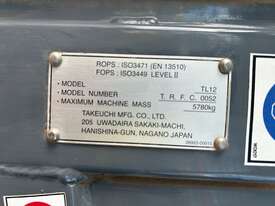 ROPS : ISO3471 (EN 13510)
FOPS : ISO3449 LEVEL II
• MODEL TL12
• MODEL NUMBER T. R. F. C. 0052
• MAXIMUM MACHINE MASS 5780kg
TAKEUCHI MFG. CO., LTD.
205 UWADAIRA SAKAKI-MACHI,
HANISHINA-GUN, NAGANO JAPAN